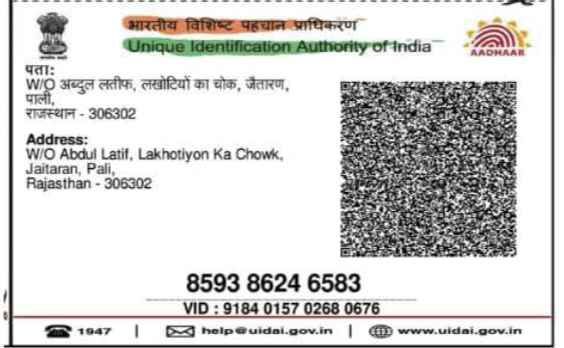 भारतीय विशिष्ट पहचान प्राधिकरण
Unique Identification Authority of India
AADHAAR
पता:
W/O अब्दुल लतीफ, लखोटियों का चोक, जैतारण,
पाली,
राजस्थान - 306302
Address:
W/O Abdul Latif, Lakhotiyon Ka Chowk,
Jaitaran, Pali,
Rajasthan - 306302
8593 8624 6583
VID : 9184 0157 0268 0676
1947 | help@uidai.gov.in | www.uidai.gov.in